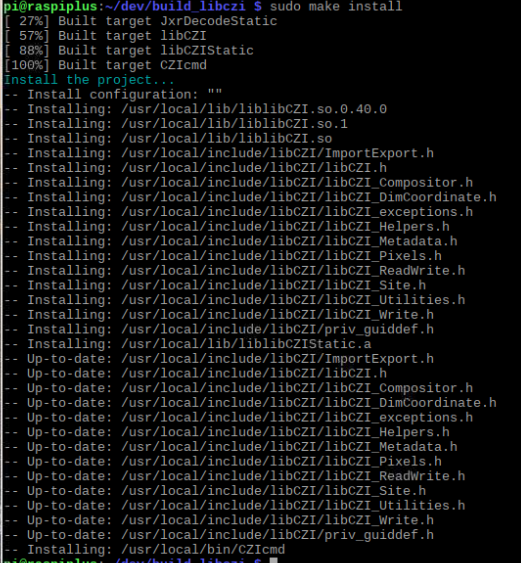 pi@raspiplus:~/dev/build_libczi $ sudo make install
[ 27%] Built target JxrDecodeStatic
[ 57%] Built target libCZI
[ 88%] Built target libCZIStatic
[100%] Built target CZIcmd
Install the project...
-- Install configuration: ""
-- Installing: /usr/local/lib/liblibCZI.so.0.40.0
-- Installing: /usr/local/lib/liblibCZI.so.1
-- Installing: /usr/local/lib/liblibCZI.so
-- Installing: /usr/local/include/libCZI/ImportExport.h
-- Installing: /usr/local/include/libCZI/libCZI.h
-- Installing: /usr/local/include/libCZI/libCZI_Compositor.h
-- Installing: /usr/local/include/libCZI/libCZI_DimCoordinate.h
-- Installing: /usr/local/include/libCZI/libCZI_exceptions.h
-- Installing: /usr/local/include/libCZI/libCZI_Helpers.h
-- Installing: /usr/local/include/libCZI/libCZI_Metadata.h
-- Installing: /usr/local/include/libCZI/libCZI_Pixels.h
-- Installing: /usr/local/include/libCZI/libCZI_ReadWrite.h
-- Installing: /usr/local/include/libCZI/libCZI_Site.h
-- Installing: /usr/local/include/libCZI/libCZI_Utilities.h
-- Installing: /usr/local/include/libCZI/libCZI_Write.h
-- Installing: /usr/local/include/libCZI/priv_guiddef.h
-- Installing: /usr/local/lib/liblibCZIStatic.a
-- Up-to-date: /usr/local/include/libCZI/ImportExport.h
-- Up-to-date: /usr/local/include/libCZI/libCZI.h
-- Up-to-date: /usr/local/include/libCZI/libCZI_Compositor.h
-- Up-to-date: /usr/local/include/libCZI/libCZI_DimCoordinate.h
-- Up-to-date: /usr/local/include/libCZI/libCZI_exceptions.h
-- Up-to-date: /usr/local/include/libCZI/libCZI_Helpers.h
-- Up-to-date: /usr/local/include/libCZI/libCZI_Metadata.h
-- Up-to-date: /usr/local/include/libCZI/libCZI_Pixels.h
-- Up-to-date: /usr/local/include/libCZI/libCZI_ReadWrite.h
-- Up-to-date: /usr/local/include/libCZI/libCZI_Site.h
-- Up-to-date: /usr/local/include/libCZI/libCZI_Utilities.h
-- Up-to-date: /usr/local/include/libCZI/libCZI_Write.h
-- Up-to-date: /usr/local/include/libCZI/priv_guiddef.h
-- Installing: /usr/local/bin/CZIcmd
pi@raspiplus:~/dev/build_libczi $